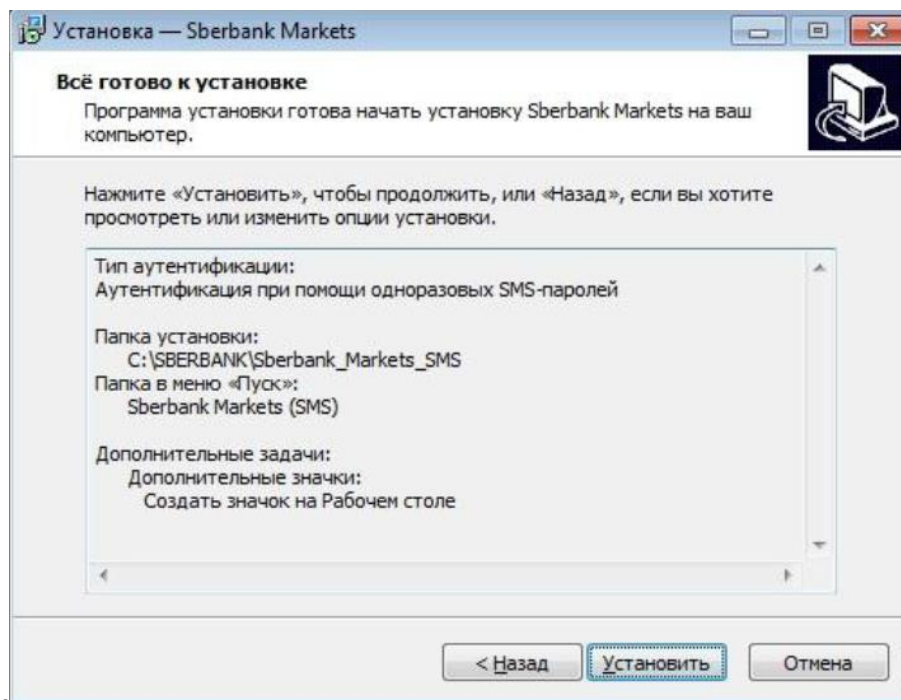 Установка — Sberbank Markets
Всё готово к установке
Программа установки готова начать установку Sberbank Markets на ваш
компьютер.
Нажмите «Установить», чтобы продолжить, или «Назад», если вы хотите
просмотреть или изменить опции установки.
Тип аутентификации:
Аутентификация при помощи одноразовых SMS-паролей
Папка установки:
C:\SBERBANK\Sberbank_Markets_SMS
Папка в меню «Пуск»:
Sberbank Markets (SMS)
Дополнительные задачи:
Дополнительные значки:
Создать значок на Рабочем столе
< Назад Установить Отмена